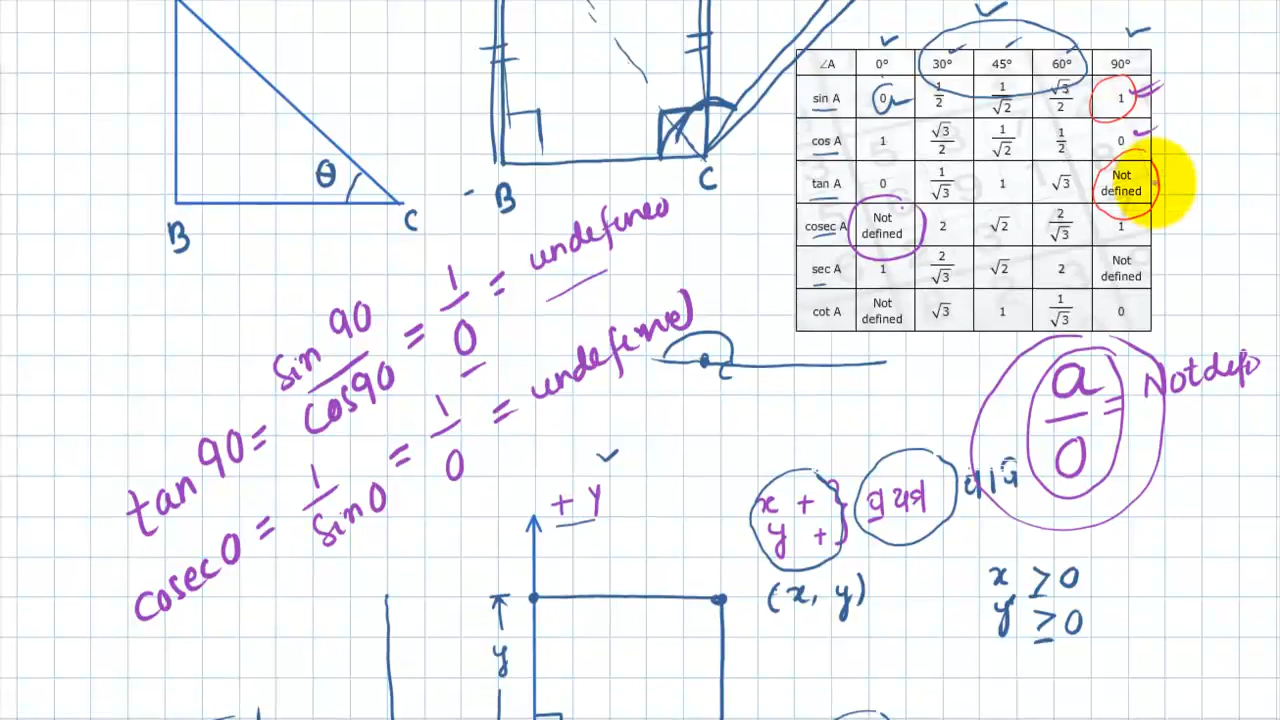 ∠A 0° 30° 45° 60° 90°
sin A 0 1/2 1/√2 √3/2 1
cos A 1 √3/2 1/√2 1/2 0
tan A 0 1/√3 1 √3 Not defined
cosec A Not defined 2 √2 2/√3 1
sec A 1 2/√3 √2 2 Not defined
cot A Not defined √3 1 1/√3 0
θ
B C
B C
tan 90 = sin 90/cos 90 = 1/0 = undefined
cosec 0 = 1/sin 0 = 1/0 = undefined
C
a/0 = Not defo
+ y
x +
y +
(x, y)
x ≥ 0
y ≥ 0
y